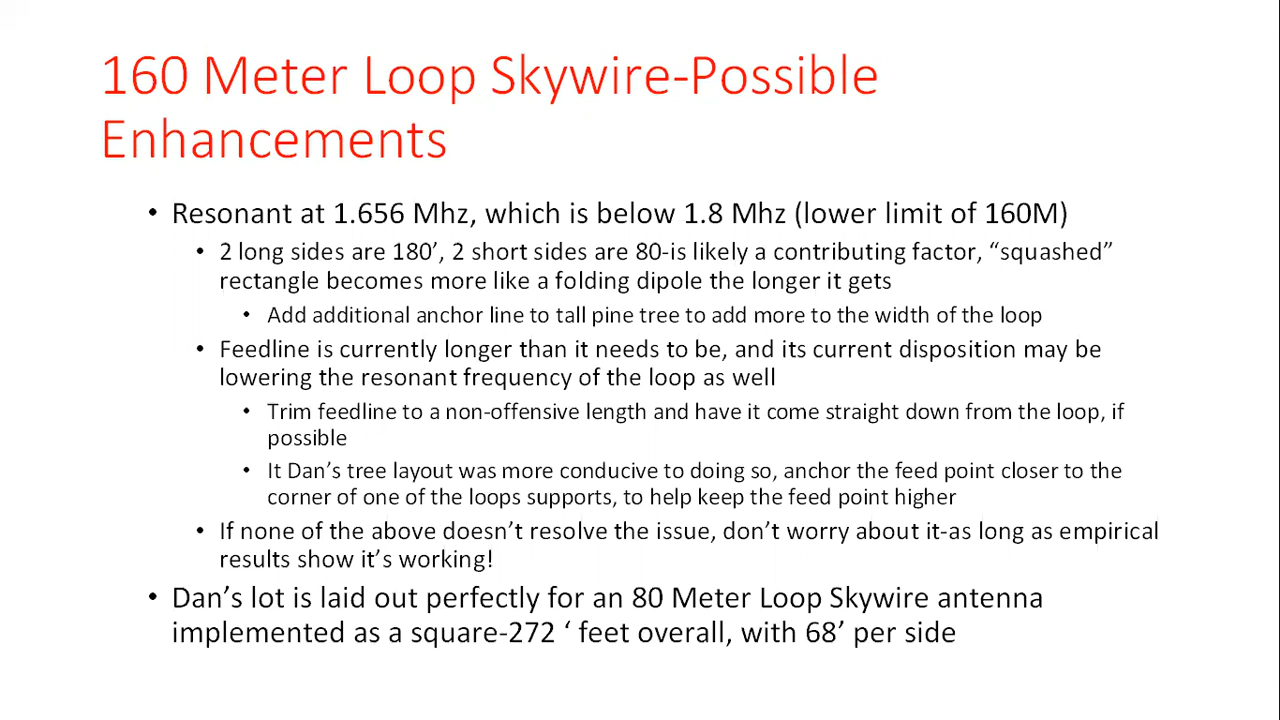 160 Meter Loop Skywire-Possible
Enhancements
• Resonant at 1.656 Mhz, which is below 1.8 Mhz (lower limit of 160M)
• 2 long sides are 180’, 2 short sides are 80-is likely a contributing factor, “squashed”
rectangle becomes more like a folding dipole the longer it gets
• Add additional anchor line to tall pine tree to add more to the width of the loop
• Feedline is currently longer than it needs to be, and its current disposition may be
lowering the resonant frequency of the loop as well
• Trim feedline to a non-offensive length and have it come straight down from the loop, if
possible
• It Dan’s tree layout was more conducive to doing so, anchor the feed point closer to the
corner of one of the loops supports, to help keep the feed point higher
• If none of the above doesn’t resolve the issue, don’t worry about it-as long as empirical
results show it’s working!
• Dan’s lot is laid out perfectly for an 80 Meter Loop Skywire antenna
implemented as a square-272 ‘ feet overall, with 68’ per side